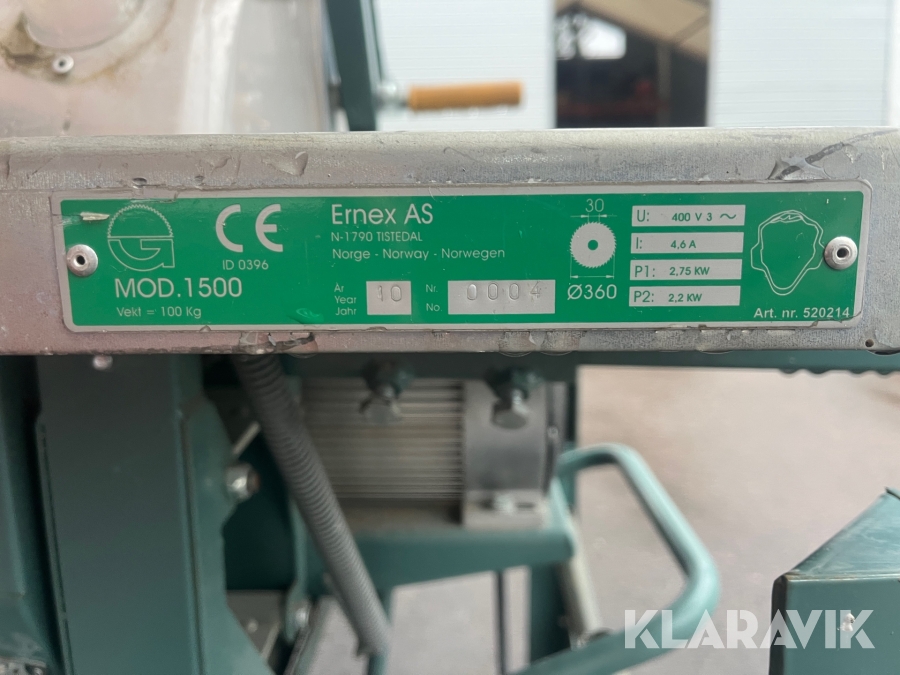 G
CE
ID 0396
MOD.1500
Vekt = 100 Kg
Ernex AS
N-1790 TISTEDAL
Norge - Norway - Norwegen
Ar
Year
Jahr
10
Nr.
No
0004
30
Ø360
U: 400 V 3 ~
I: 4,6 A
P1: 2,75 KW
P2: 2,2 KW
Art. nr. 520214
KLARAVIK